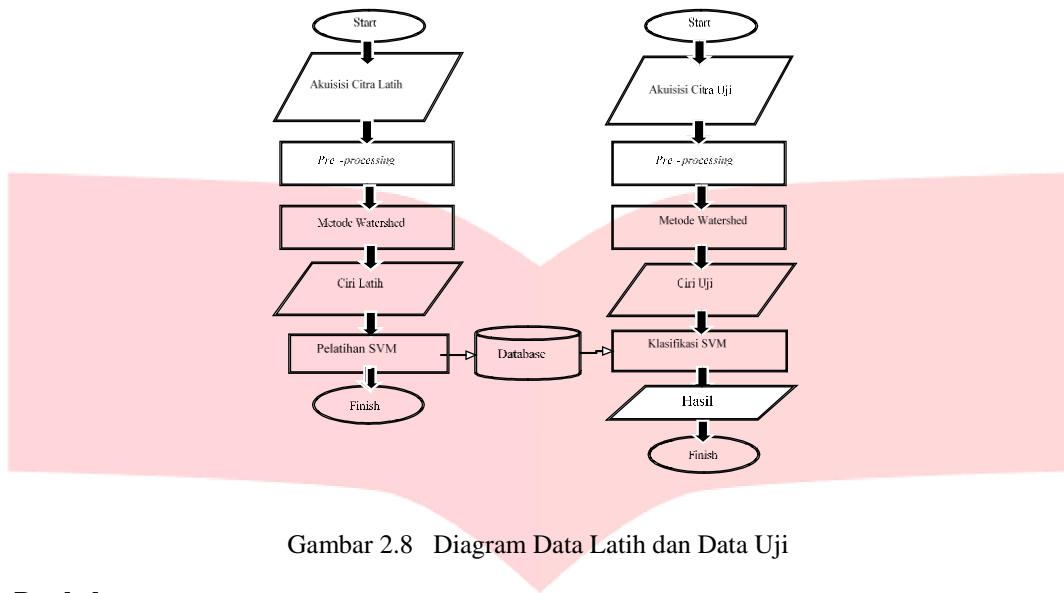 Start
Akuisisi Citra Latih
Pre -processing
Metode Watershed
Ciri Latih
Pelatihan SVM
Finish
Database
Start
Akuisisi Citra Uji
Pre -processing
Metode Watershed
Ciri Uji
Klasifikasi SVM
Hasil
Finish
Gambar 2.8 Diagram Data Latih dan Data Uji